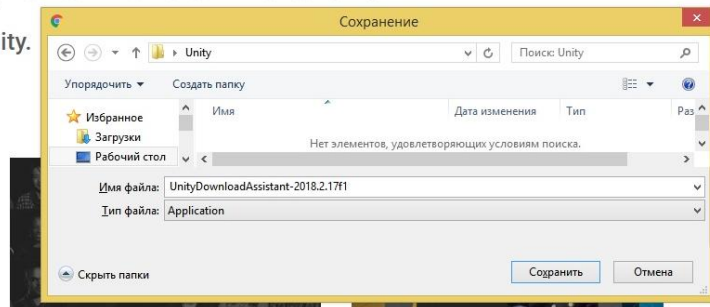 Сохранение
ity.
Unity
Поиск: Unity
Упорядочить
Создать папку
Избранное
Загрузки
Рабочий стол
Имя
Дата изменения
Тип
Раз
Нет элементов, удовлетворяющих условиям поиска.
Имя файла: UnityDownloadAssistant-2018.2.17f1
Тип файла: Application
Скрыть папки
Сохранить
Отмена